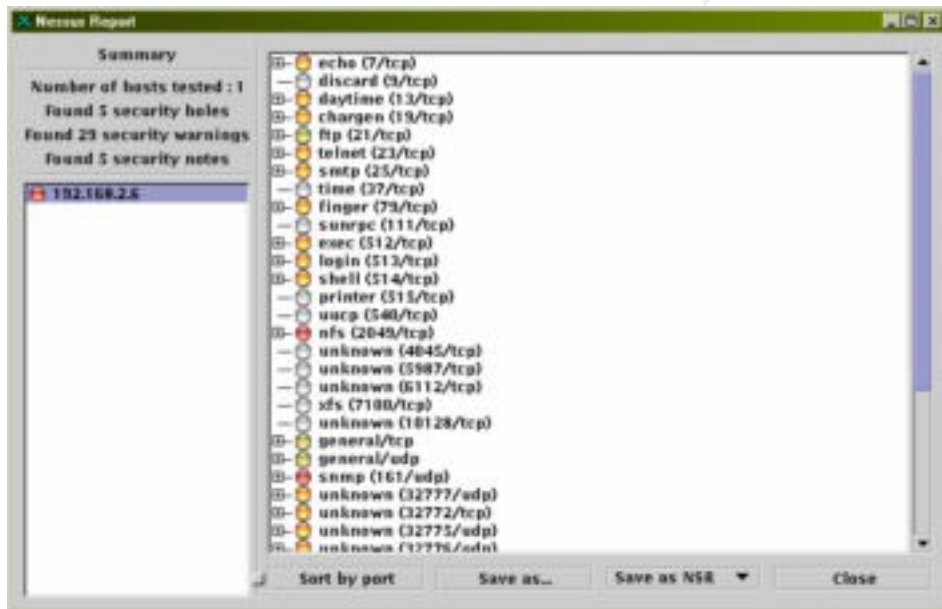 Nessus Report
Summary
Number of hosts tested : 1
Found 5 security holes
Found 29 security warnings
Found 5 security notes
192.168.2.6
echo (7/tcp)
discard (9/tcp)
daytime (13/tcp)
chargen (19/tcp)
ftp (21/tcp)
telnet (23/tcp)
smtp (25/tcp)
time (37/tcp)
finger (79/tcp)
sunrpc (111/tcp)
exec (512/tcp)
login (513/tcp)
shell (514/tcp)
printer (515/tcp)
uucp (540/tcp)
nfs (2049/tcp)
unknown (4045/tcp)
unknown (5987/tcp)
unknown (6112/tcp)
xfs (7100/tcp)
unknown (10128/tcp)
general/tcp
general/udp
snmp (161/udp)
unknown (32777/udp)
unknown (32772/tcp)
unknown (32775/udp)
unknown (32776/udp)
Sort by port
Save as...
Save as NSR
Close